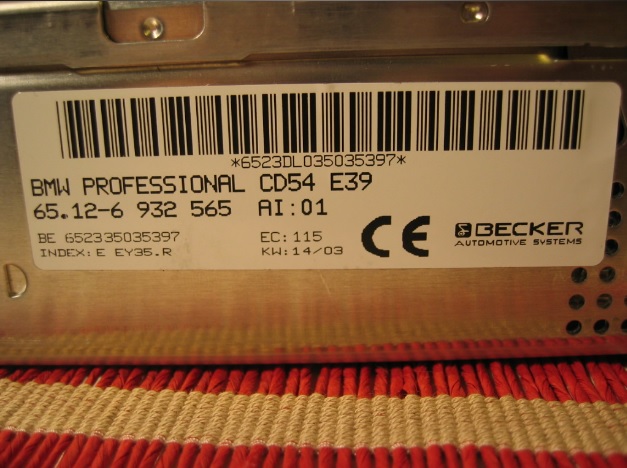 *6523DL035035397*
BMW PROFESSIONAL CD54 E39
65.12-6 932 565 AI:01
BE 652335035397 EC:115
INDEX: E EY35.R KW:14/03
CE
BECKER
AUTOMOTIVE SYSTEMS